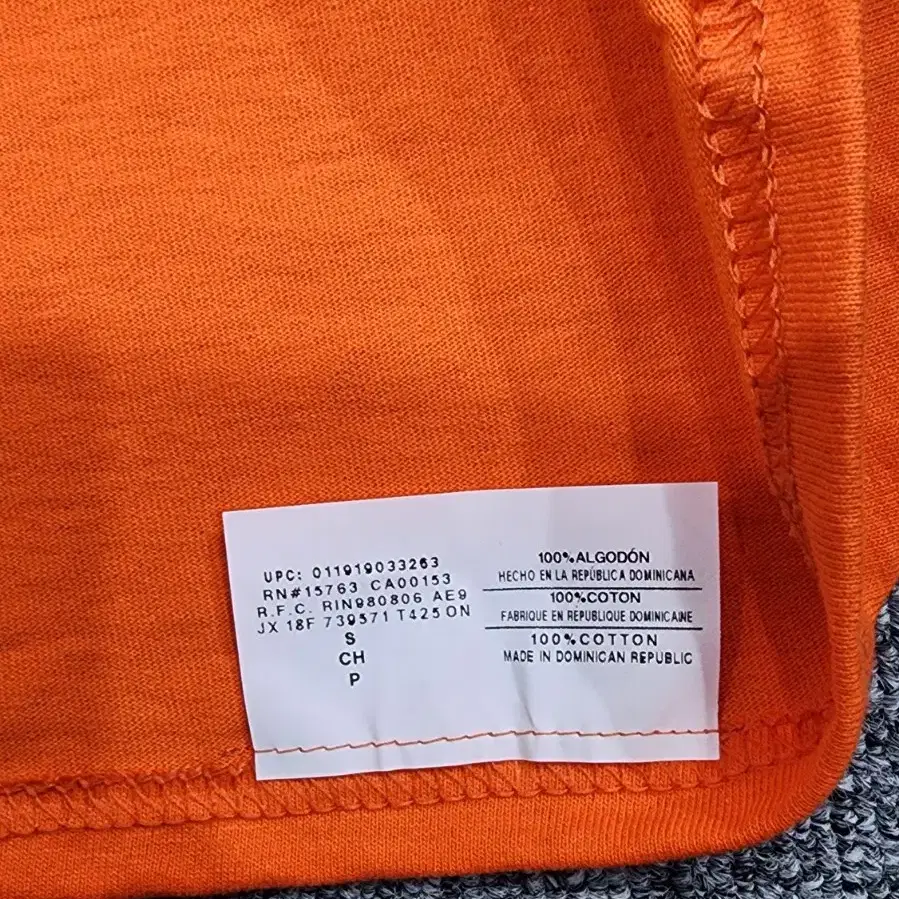 UPC: 011919033263
RN#15763 CA00153
R.F.C. RIN980806 AE9
JX 18F 739571 T425 ON
S
CH
P
100%ALGODÓN
HECHO EN LA REPÚBLICA DOMINICANA
100%COTON
FABRIQUE EN RÉPUBLIQUE DOMINICAINE
100%COTTON
MADE IN DOMINICAN REPUBLIC